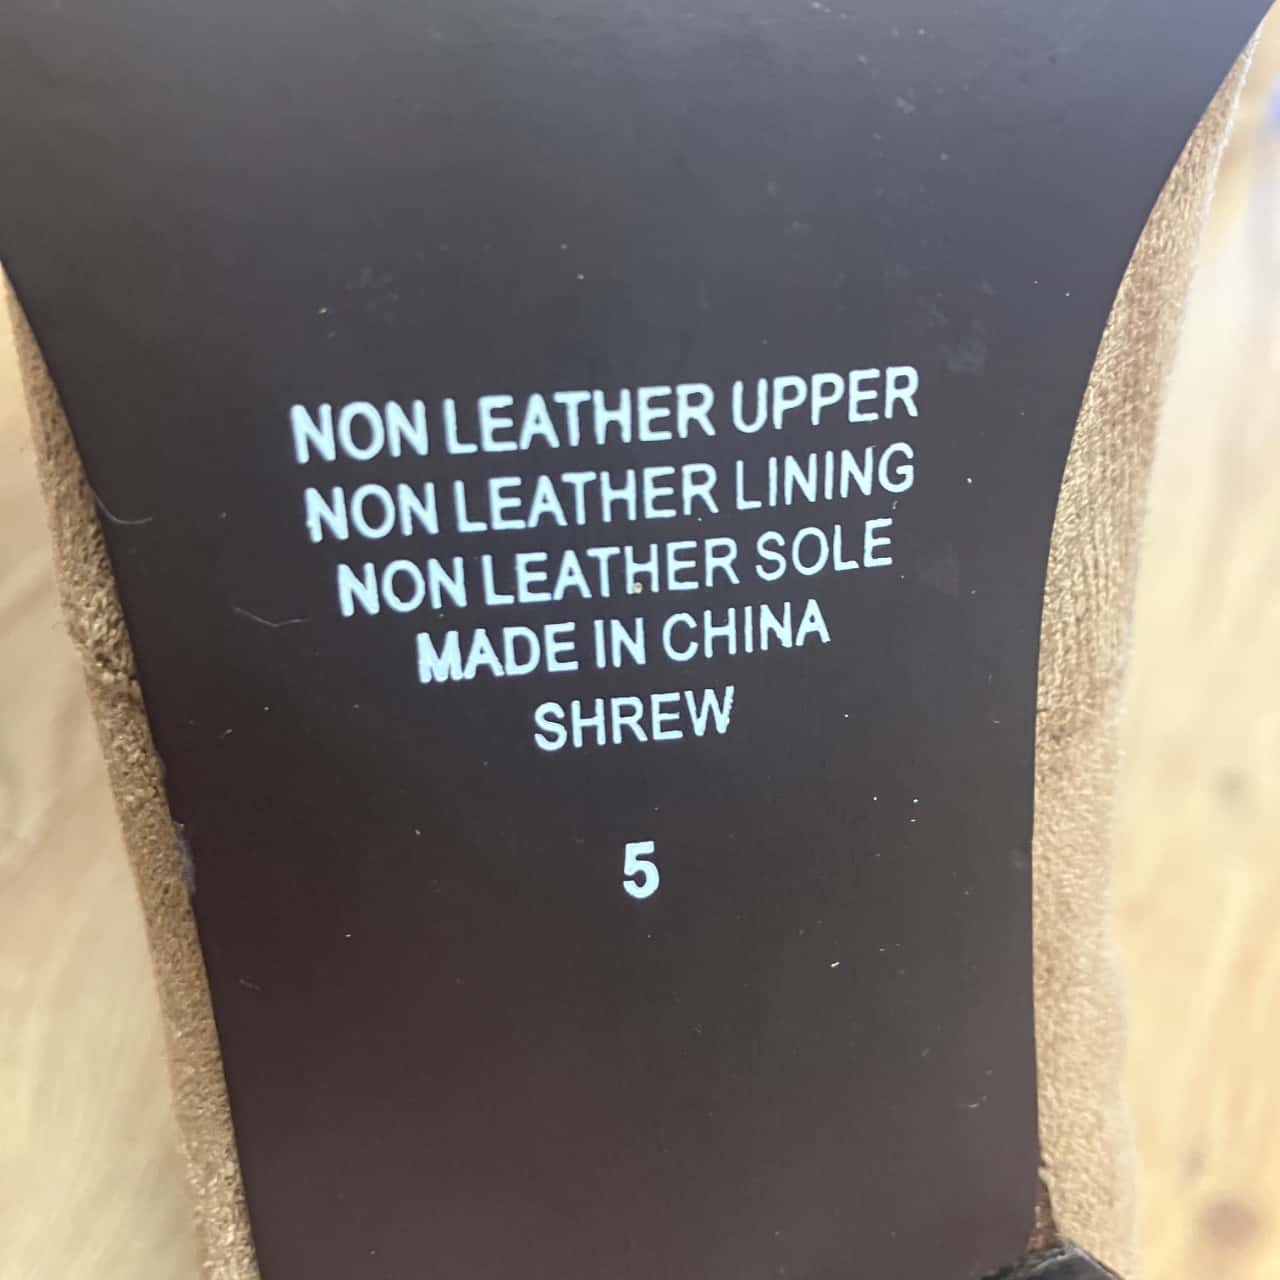 NON LEATHER UPPER
NON LEATHER LINING
NON LEATHER SOLE
MADE IN CHINA
SHREW
5